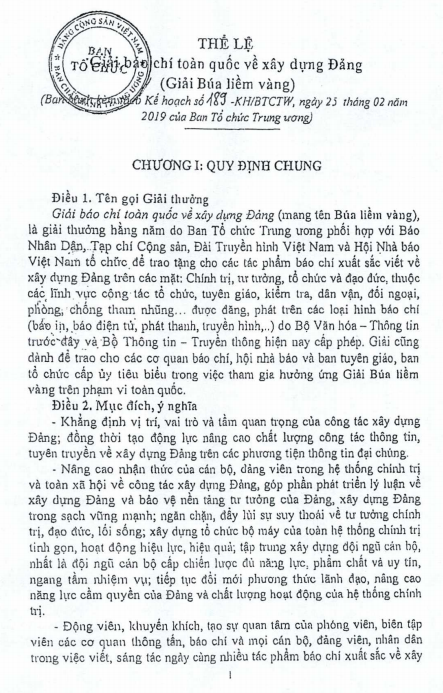 THỂ LỆ
Giải báo chí toàn quốc về xây dựng Đảng
(Giải Búa liềm vàng)
(Ban hành kèm theo Kế hoạch số 189 -KH/BTCTW, ngày 25 tháng 02 năm
2019 của Ban Tổ chức Trung ương)
ĐẢNG CỘNG SẢN VIỆT NAM
BAN
TỔ CHỨC
BAN CHẤP HÀNH TRUNG ƯƠNG
CHƯƠNG I: QUY ĐỊNH CHUNG
Điều 1. Tên gọi Giải thưởng
Giải báo chí toàn quốc về xây dựng Đảng (mang tên Búa liềm vàng),
là giải thưởng hằng năm do Ban Tổ chức Trung ương phối hợp với Báo
Nhân Dân, Tạp chí Cộng sản, Đài Truyền hình Việt Nam và Hội Nhà báo
Việt Nam tổ chức để trao tặng cho các tác phẩm báo chí xuất sắc viết về
xây dựng Đảng trên các mặt: Chính trị, tư tưởng, tổ chức và đạo đức, thuộc
các lĩnh vực công tác tổ chức, tuyên giáo, kiểm tra, dân vận, đối ngoại,
phòng, chống tham nhũng... được đăng, phát trên các loại hình báo chí
(báo in, báo điện tử, phát thanh, truyền hình,..) do Bộ Văn hóa – Thông tin
trước đây và Bộ Thông tin – Truyền thông hiện nay cấp phép. Giải cũng
dành để trao cho các cơ quan báo chí, hội nhà báo và ban tuyên giáo, ban
tổ chức cấp ủy tiêu biểu trong việc tham gia hưởng ứng Giải Búa liềm
vàng trên phạm vi toàn quốc.
Điều 2. Mục đích, ý nghĩa
- Khẳng định vị trí, vai trò và tầm quan trọng của công tác xây dựng
Đảng; đồng thời tạo động lực nâng cao chất lượng công tác thông tin,
tuyên truyền về xây dựng Đảng trên các phương tiện thông tin đại chúng.
- Nâng cao nhận thức của cán bộ, đảng viên trong hệ thống chính trị
và toàn xã hội về công tác xây dựng Đảng, góp phần phát triển lý luận về
xây dựng Đảng và bảo vệ nền tảng tư tưởng của Đảng, xây dựng Đảng
trong sạch vững mạnh; ngăn chặn, đẩy lùi sự suy thoái về tư tưởng chính
trị, đạo đức, lối sống; xây dựng tổ chức bộ máy của toàn hệ thống chính trị
tinh gọn, hoạt động hiệu lực, hiệu quả; tập trung xây dựng đội ngũ cán bộ,
nhất là đội ngũ cán bộ cấp chiến lược đủ năng lực, phẩm chất và uy tín,
ngang tầm nhiệm vụ; tiếp tục đổi mới phương thức lãnh đạo, nâng cao
năng lực cầm quyền của Đảng và chất lượng hoạt động của hệ thống chính
trị.
- Động viên, khuyến khích, tạo sự quan tâm của phóng viên, biên tập
viên các cơ quan thông tấn, báo chí và mọi cán bộ, đảng viên, nhân dân
trong việc viết, sáng tác ngày càng nhiều tác phẩm báo chí xuất sắc về xây
1